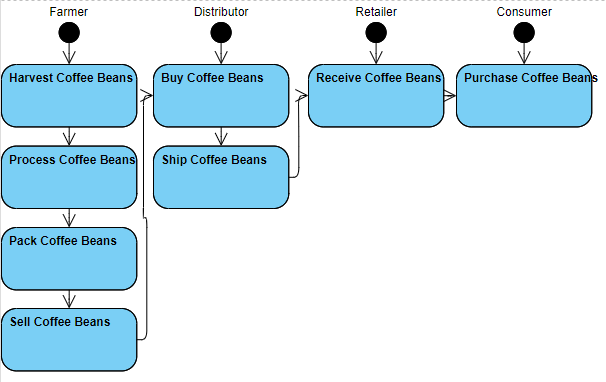 Farmer
Distributor
Retailer
Consumer
Harvest Coffee Beans
Buy Coffee Beans
Receive Coffee Beans
Purchase Coffee Beans
Process Coffee Beans
Ship Coffee Beans
Pack Coffee Beans
Sell Coffee Beans